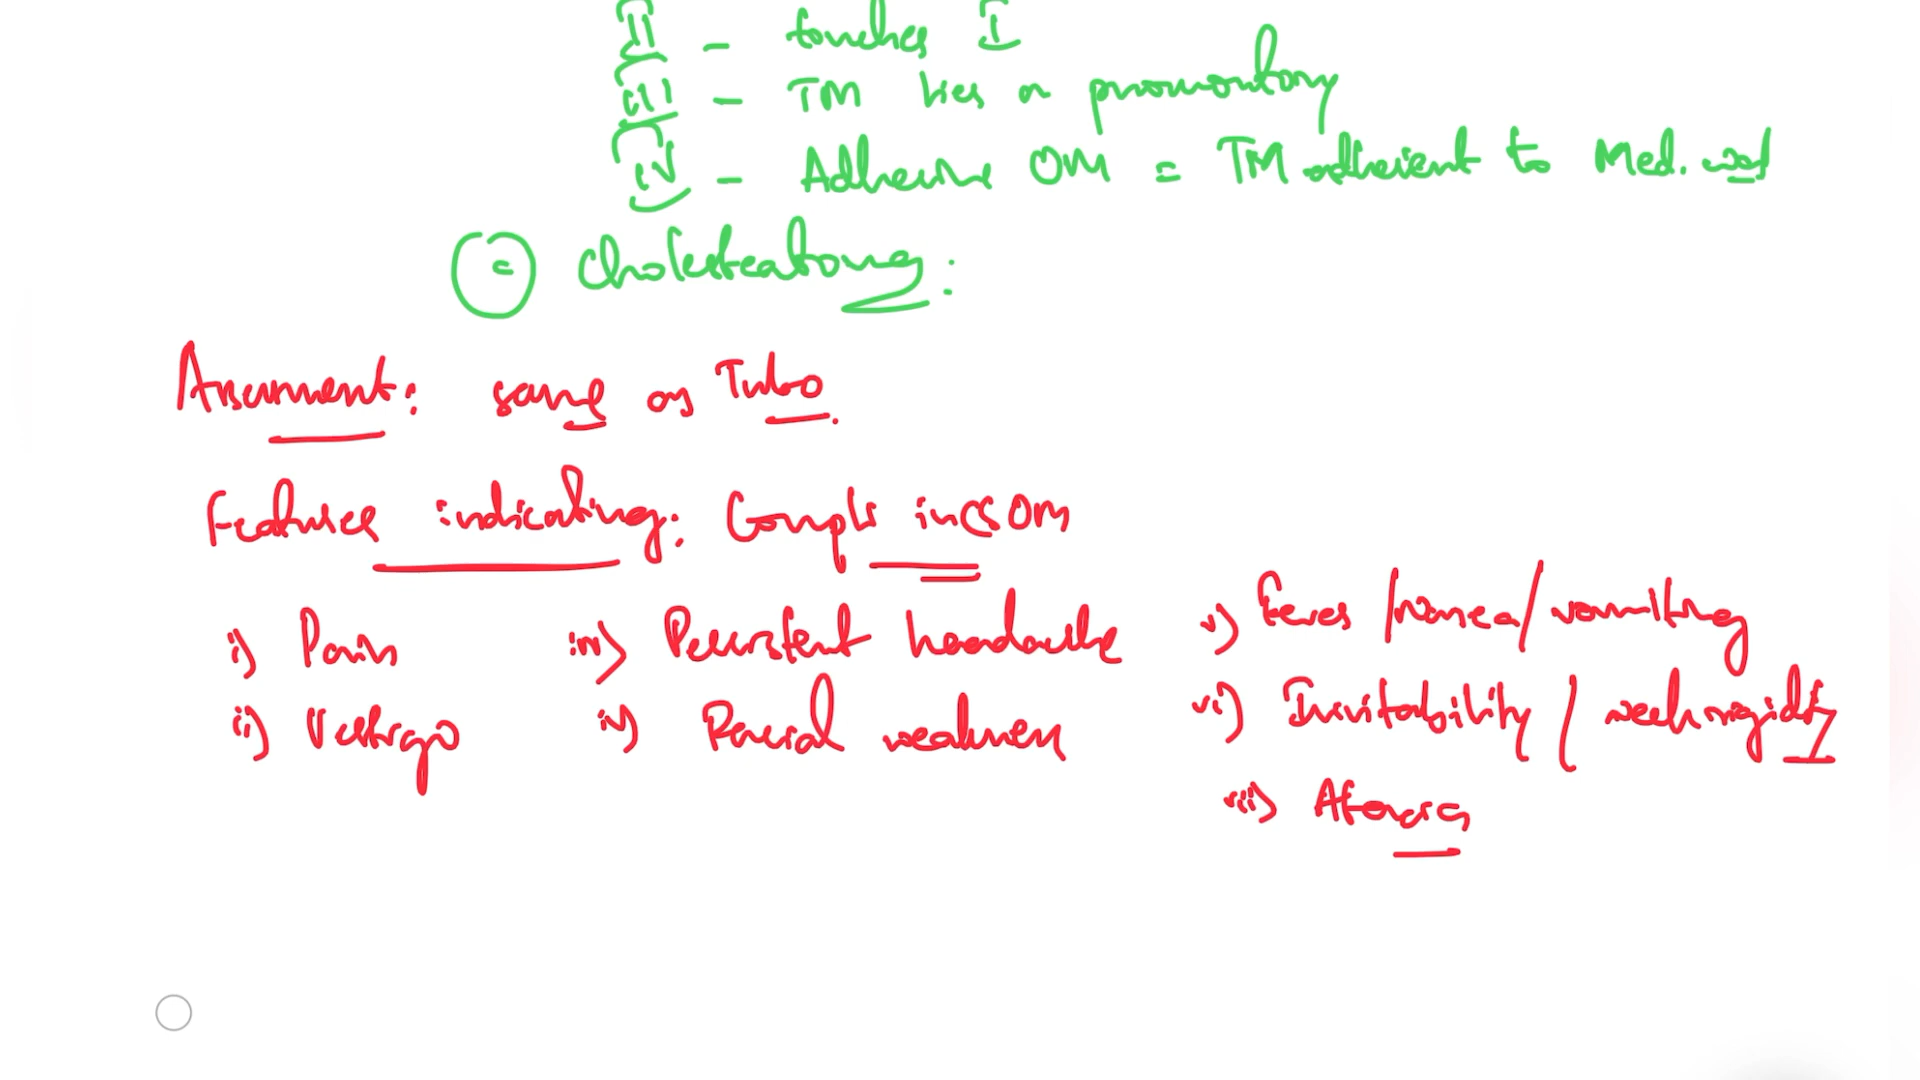 II - touches I
III - TM lies on promontory
IV - Adhesive OM = TM adherent to Med. wall
c Cholesteatoma:
Assessment: same as Tubo
Features indicating: Compls in CSOM
i) Pain
ii) Vertigo
iii) Persistent headache
iv) Facial weakness
v) Fever / nausea / vomiting
vi) Irritability / neck rigidity
vii) Ataxia